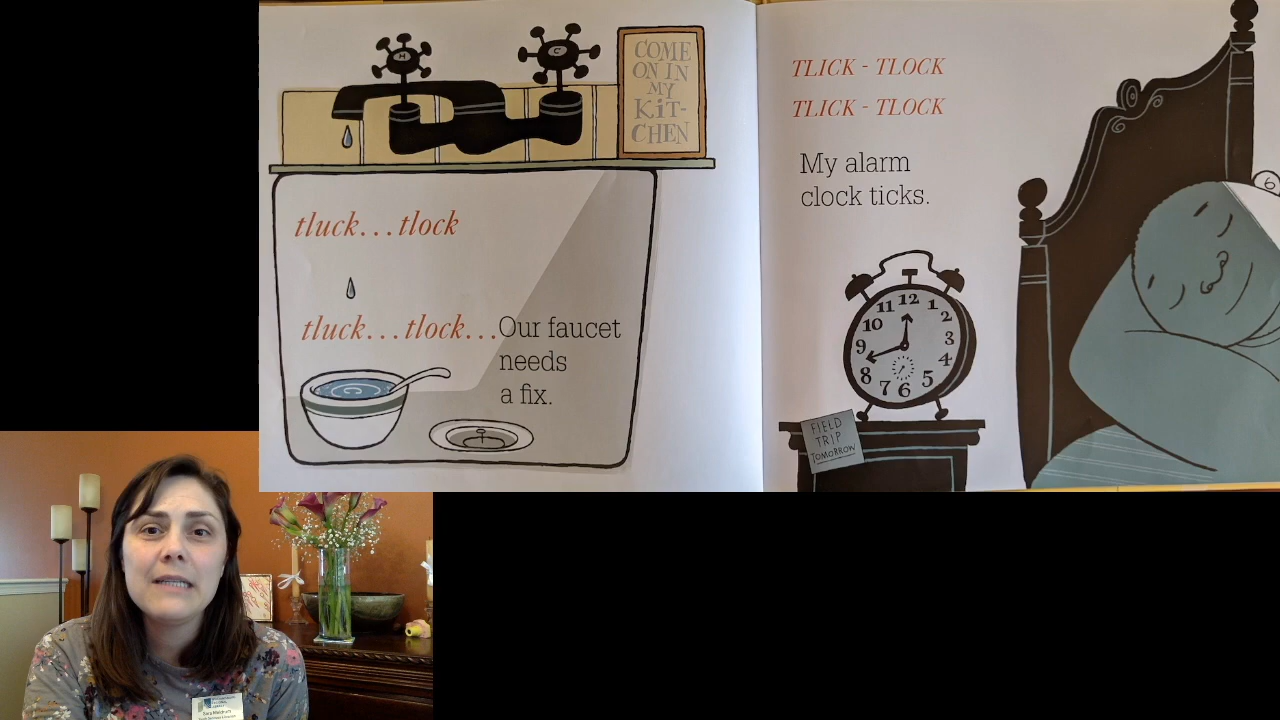 H
C
COME
ON IN
MY
KiT-
CHEN
tluck...tlock
tluck...tlock...Our faucet
needs
a fix.
TLICK - TLOCK
TLICK - TLOCK
My alarm
clock ticks.
12
1
2
3
4
5
6
7
8
9
10
11
FIELD
TRIP
TOMORROW
6